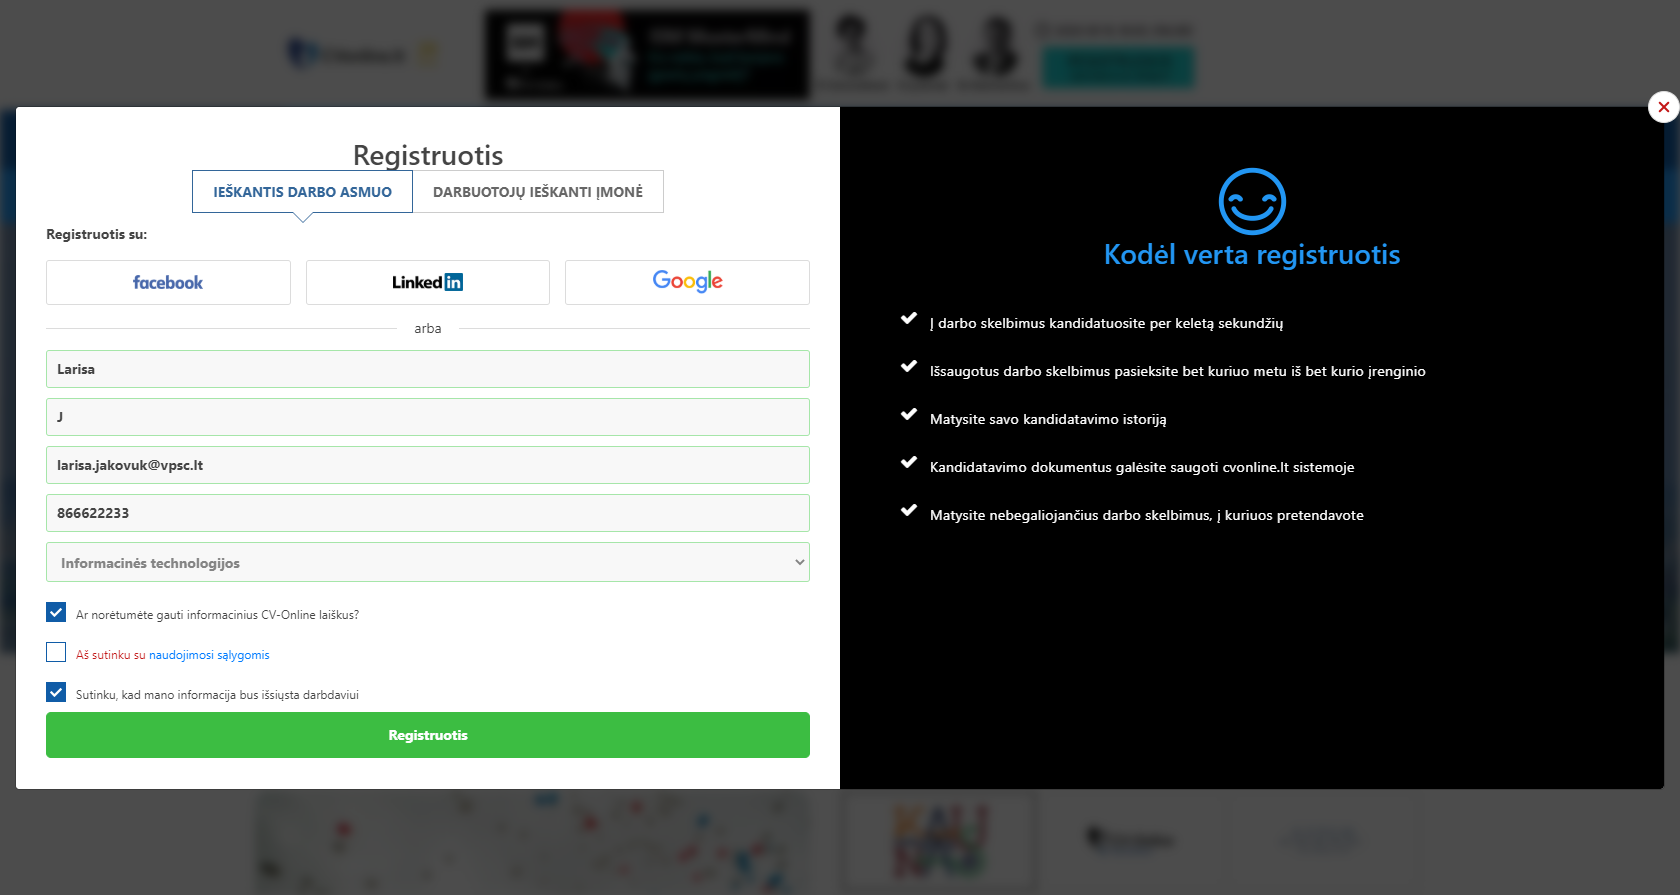 Registruotis
IEŠKANTIS DARBO ASMUO
DARBUOTOJŲ IEŠKANTI ĮMONĖ
Registruotis su:
facebook
Linked in
Google
arba
Larisa
J
larisa.jakovuk@vpsc.lt
866622233
Informacinės technologijos
Ar norėtumėte gauti informacinius CV-Online laiškus?
Aš sutinku su naudojimosi sąlygomis
Sutinku, kad mano informacija bus išsiųsta darbdaviui
Registruotis
Kodėl verta registruotis
Į darbo skelbimus kandidatuosite per keletą sekundžių
Išsaugotus darbo skelbimus pasieksite bet kuriuo metu iš bet kurio įrenginio
Matysite savo kandidatavimo istoriją
Kandidatavimo dokumentus galėsite saugoti cvonline.lt sistemoje
Matysite nebegaliojančius darbo skelbimus, į kuriuos pretendavote